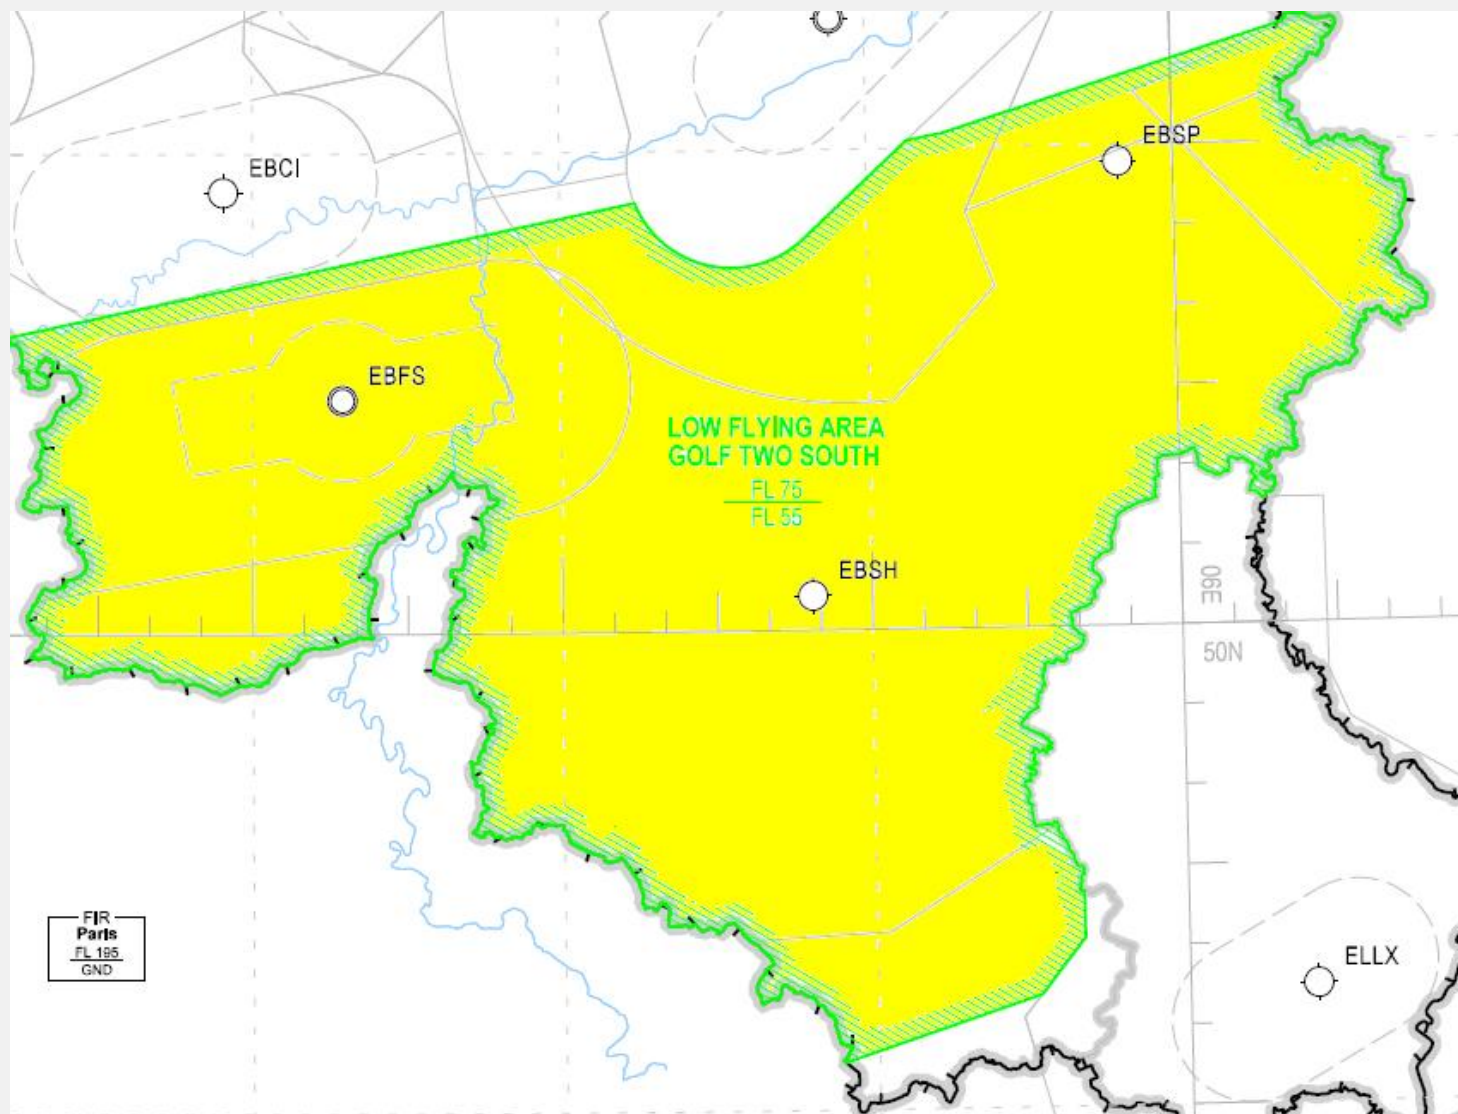 EBCI
EBSP
EBFS
LOW FLYING AREA
GOLF TWO SOUTH
FL 75
FL 55
EBSH
06E
50N
FIR
Paris
FL 195
GND
ELLX